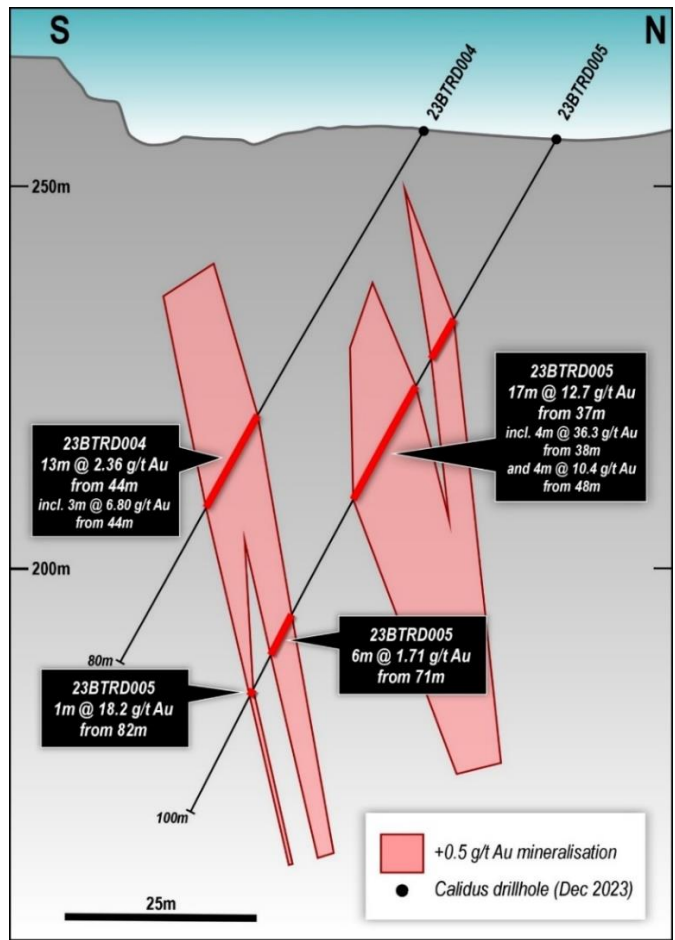 S
N
23BTRD004
23BTRD005
250m
23BTRD005
17m @ 12.7 g/t Au
from 37m
incl. 4m @ 36.3 g/t Au
from 38m
and 4m @ 10.4 g/t Au
from 48m
23BTRD004
13m @ 2.36 g/t Au
from 44m
incl. 3m @ 6.80 g/t Au
from 44m
200m
23BTRD005
6m @ 1.71 g/t Au
from 71m
80m
23BTRD005
1m @ 18.2 g/t Au
from 82m
100m
+0.5 g/t Au mineralisation
Calidus drillhole (Dec 2023)
25m